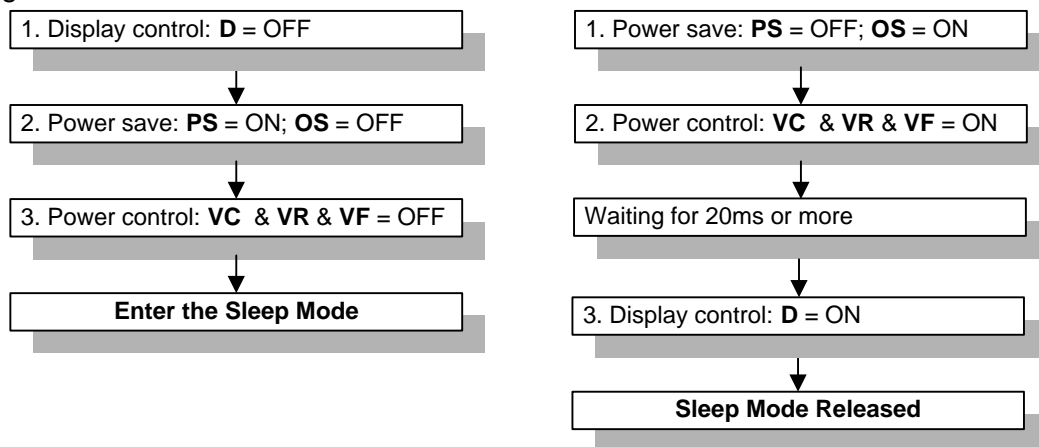 1. Display control: D = OFF
2. Power save: PS = ON; OS = OFF
3. Power control: VC & VR & VF = OFF
Enter the Sleep Mode
1. Power save: PS = OFF; OS = ON
2. Power control: VC & VR & VF = ON
Waiting for 20ms or more
3. Display control: D = ON
Sleep Mode Released